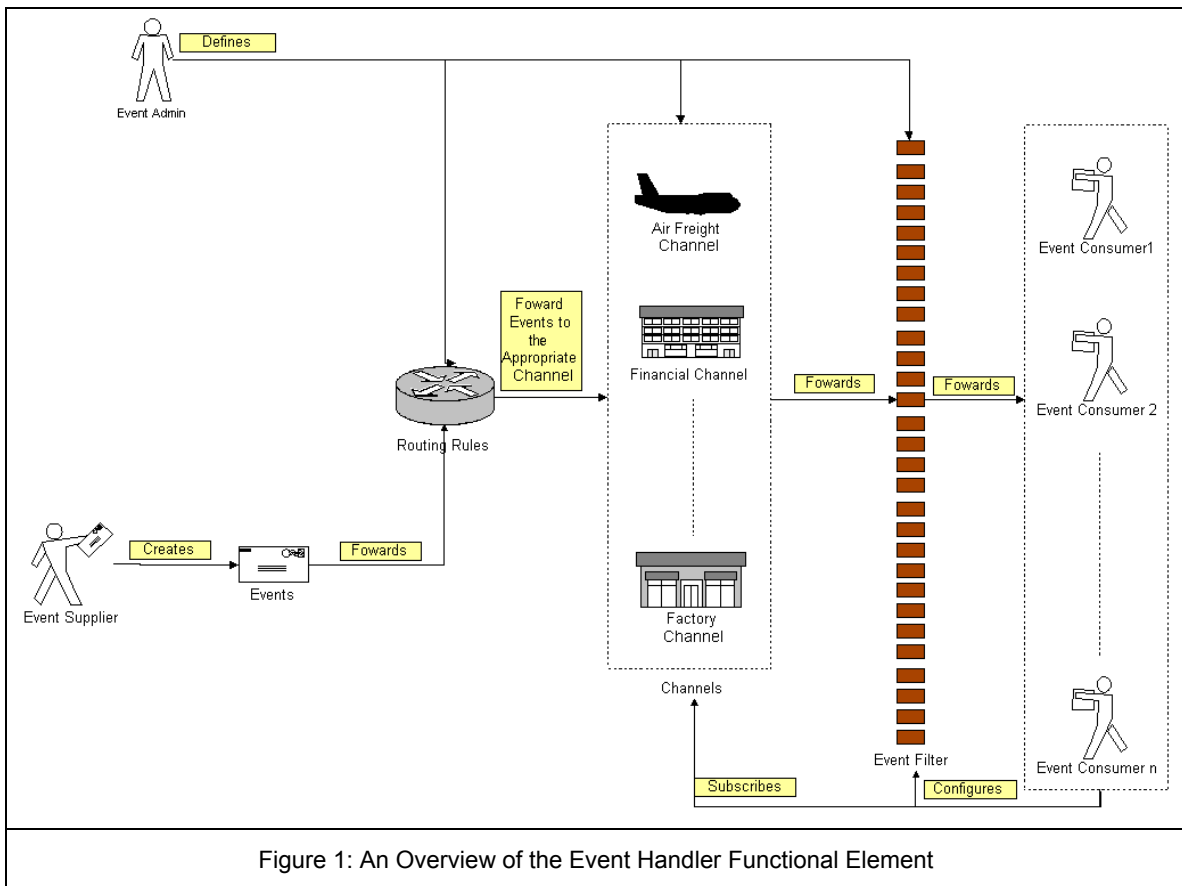 Defines
Event Admin
Air Freight
Channel
Foward
Events to
the
Appropriate
Channel
Financial Channel
Routing Rules
Fowards
Fowards
Event Consumer1
Event Consumer 2
Creates
Fowards
Events
Event Supplier
Factory
Channel
Channels
Event Filter
Event Consumer n
Subscribes
Configures
Figure 1: An Overview of the Event Handler Functional Element